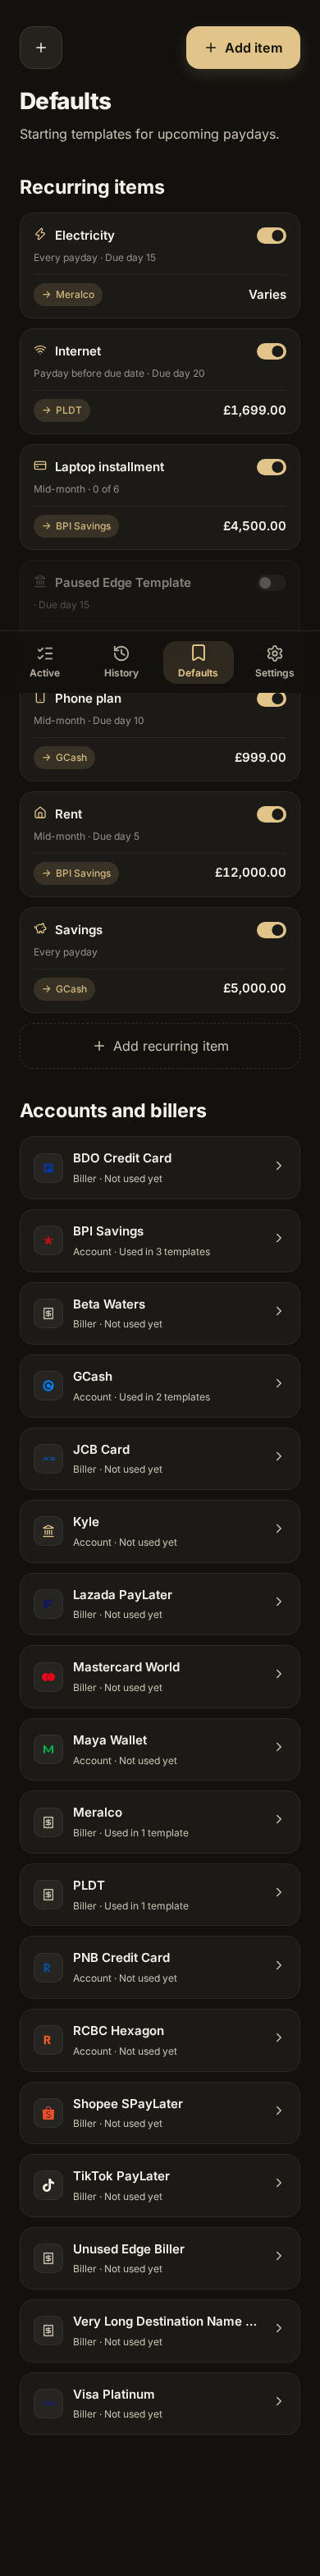 Add item
Defaults
Starting templates for upcoming paydays.
Recurring items
Electricity
Every payday · Due day 15
→ Meralco
Varies
Internet
Payday before due date · Due day 20
→ PLDT
£1,699.00
Laptop installment
Mid-month · 0 of 6
→ BPI Savings
£4,500.00
Paused Edge Template
· Due day 15
Active
History
Defaults
Settings
Phone plan
Mid-month · Due day 10
→ GCash
£999.00
Rent
Mid-month · Due day 5
→ BPI Savings
£12,000.00
Savings
Every payday
→ GCash
£5,000.00
Add recurring item
Accounts and billers
BDO Credit Card
Biller · Not used yet
BPI Savings
Account · Used in 3 templates
Beta Waters
Biller · Not used yet
GCash
Account · Used in 2 templates
JCB Card
Biller · Not used yet
Kyle
Account · Not used yet
Lazada PayLater
Biller · Not used yet
Mastercard World
Biller · Not used yet
Maya Wallet
Account · Not used yet
Meralco
Biller · Used in 1 template
PLDT
Biller · Used in 1 template
PNB Credit Card
Account · Not used yet
RCBC Hexagon
Account · Not used yet
Shopee SPayLater
Biller · Not used yet
TikTok PayLater
Biller · Not used yet
Unused Edge Biller
Biller · Not used yet
Very Long Destination Name ...
Biller · Not used yet
Visa Platinum
Biller · Not used yet